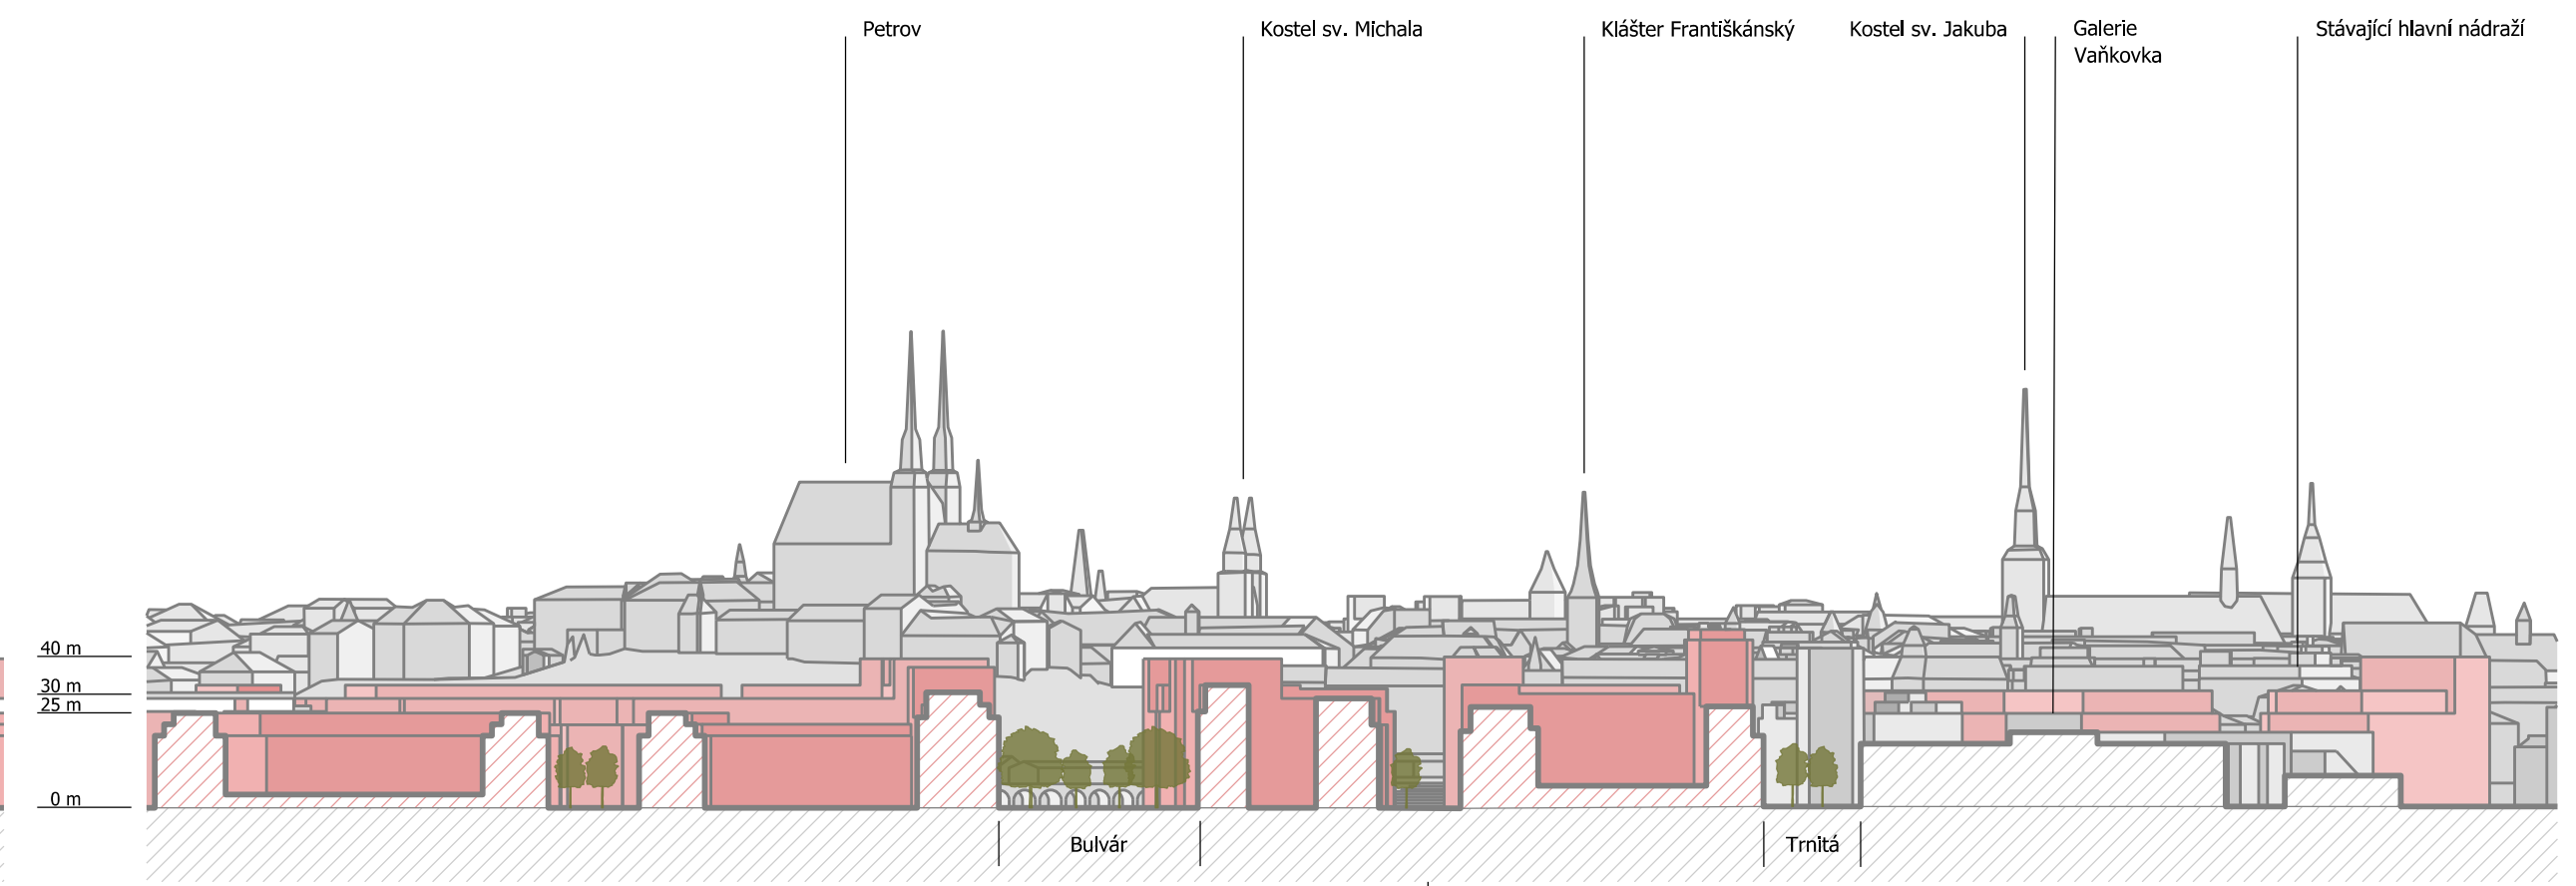 Petrov
Kostel sv. Michala
Klášter Františkánský
Kostel sv. Jakuba
Galerie
Vaňkovka
Stávající hlavní nádraží
40 m
30 m
25 m
0 m
Bulvár
Trnitá